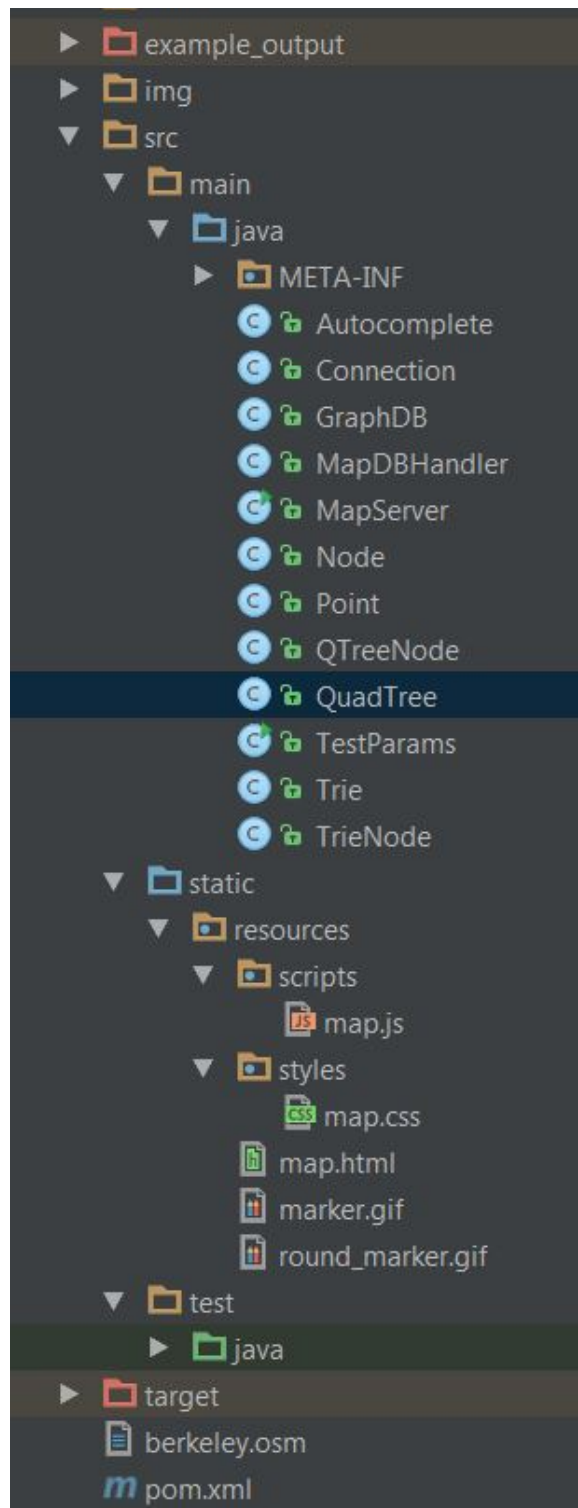 example_output
img
src
main
java
META-INF
Autocomplete
Connection
GraphDB
MapDBHandler
MapServer
Node
Point
QTreeNode
QuadTree
TestParams
Trie
TrieNode
static
resources
scripts
JS map.js
styles
CSS map.css
h map.html
marker.gif
round_marker.gif
test
java
target
berkeley.osm
m pom.xml